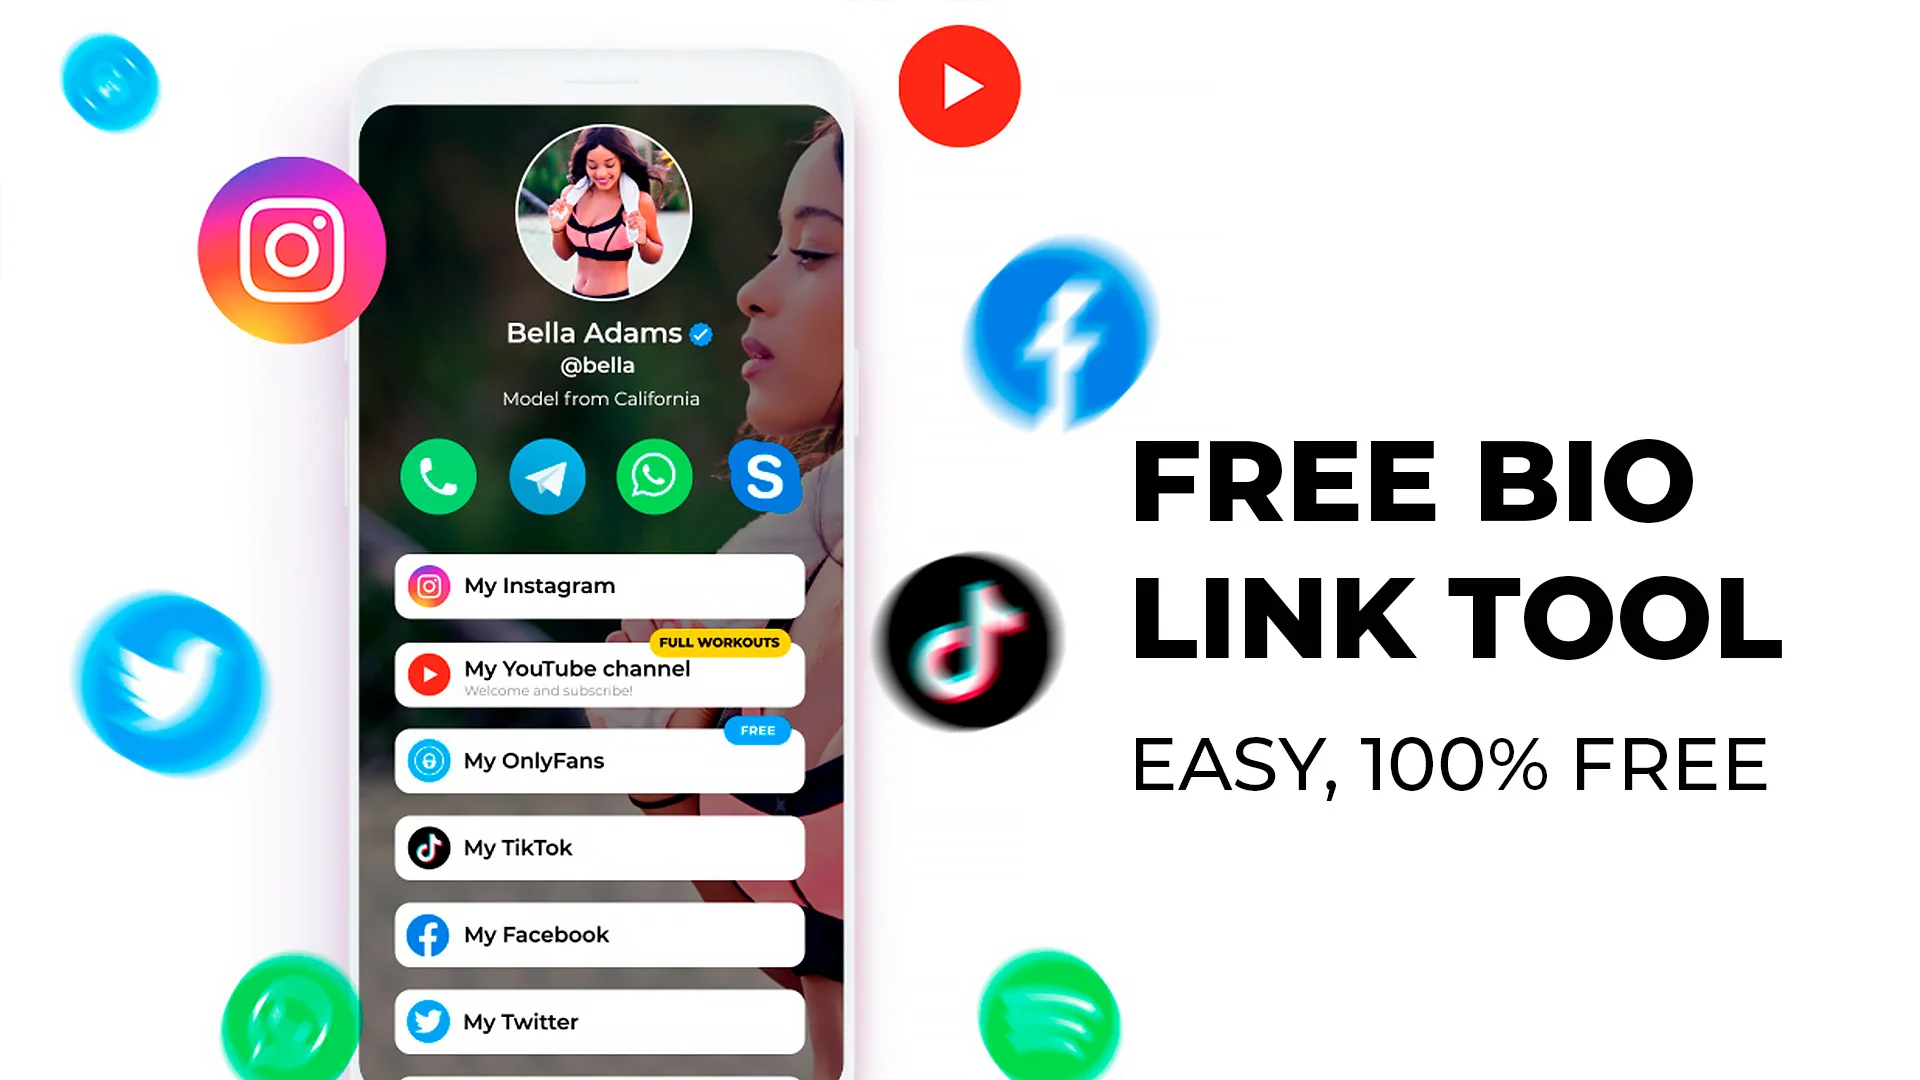 Bella Adams
@bella
Model from California
My Instagram
FULL WORKOUTS
My YouTube channel
Welcome and subscribe!
FREE
My OnlyFans
My TikTok
My Facebook
My Twitter
FREE BIO
LINK TOOL
EASY, 100% FREE